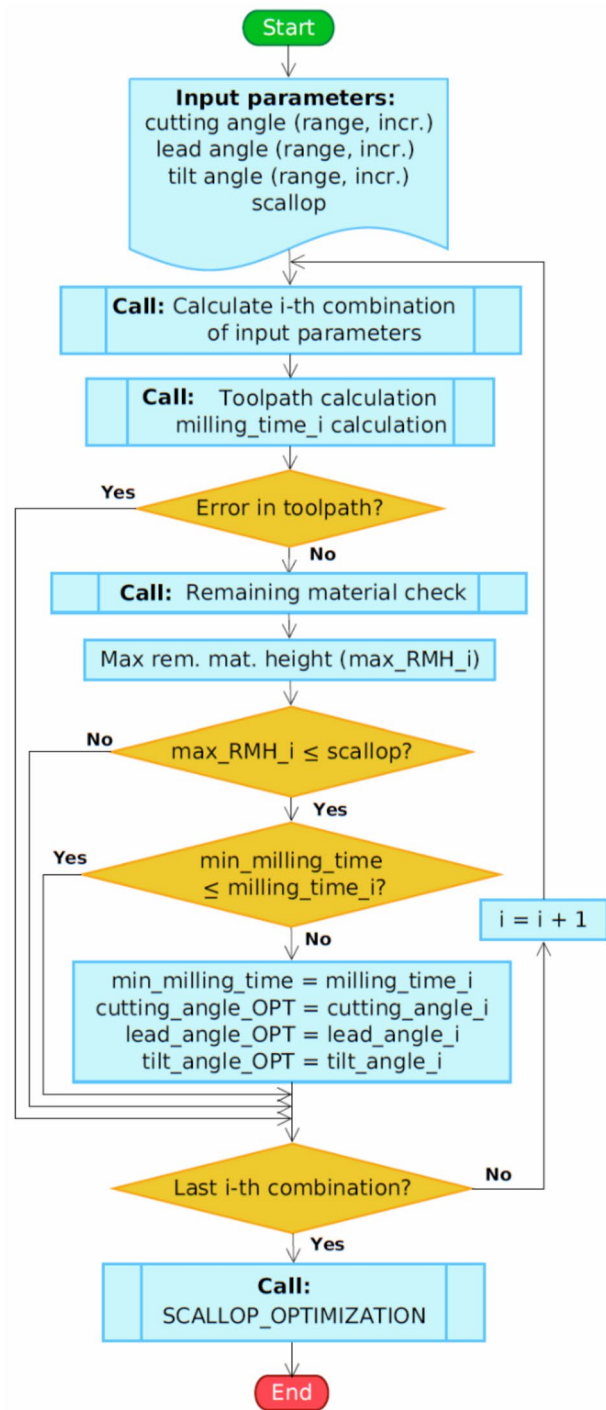 Start
Input parameters:
cutting angle (range, incr.)
lead angle (range, incr.)
tilt angle (range, incr.)
scallop
Call: Calculate i-th combination
of input parameters
Call: Toolpath calculation
milling_time_i calculation
Yes
Error in toolpath?
No
Call: Remaining material check
Max rem. mat. height (max_RMH_i)
No
max_RMH_i ≤ scallop?
Yes
Yes
min_milling_time
≤ milling_time_i?
No
i = i + 1
min_milling_time = milling_time_i
cutting_angle_OPT = cutting_angle_i
lead_angle_OPT = lead_angle_i
tilt_angle_OPT = tilt_angle_i
Last i-th combination?
No
Yes
Call:
SCALLOP_OPTIMIZATION
End